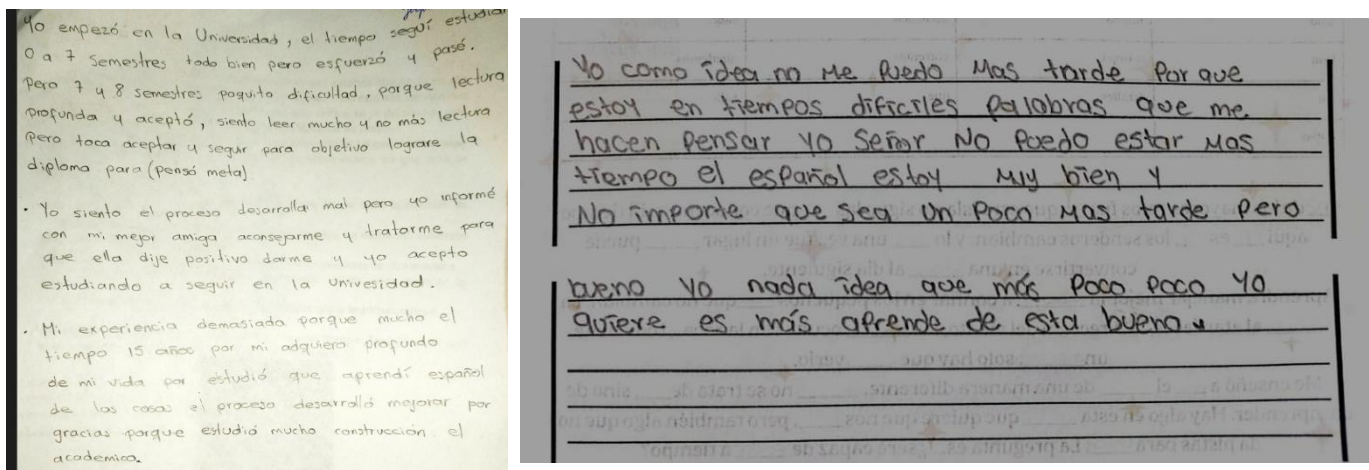 Yo empezó en la Universidad, el tiempo seguí estudiar
0 a 7 semestres todo bien pero esfuerzó y pasé.
Pero 7 y 8 semestres poquito dificultad, porque lectura
profunda y aceptó, siento leer mucho y no más lectura
Pero toca aceptar y seguir para objetivo lograre la
diploma para (pensó meta)
• Yo siento el proceso desarrolla mal pero yo informé
con mi mejor amiga aconsejarme y tratarme para
que ella dije positivo darme y yo acepto
estudiando a seguir en la Univesidad.
• Mi experiencia demasiada porque mucho el
tiempo 15 años por mi adquiero profundo
de mi vida por estudió que aprendí español
de las cosas el proceso desarrolló mejorar por
gracias porque estudió mucho construcción el
academico.
Yo como idea no me puedo mas tarde por que
estoy en tiempos dificiles palabras que me
hacen pensar yo señor No Poedo estar mas
tiempo el español estoy muy bien y
No importe que sea un poco mas tarde pero
bueno yo nada idea que más poco poco yo
quiere es más aprende de esta bueno.